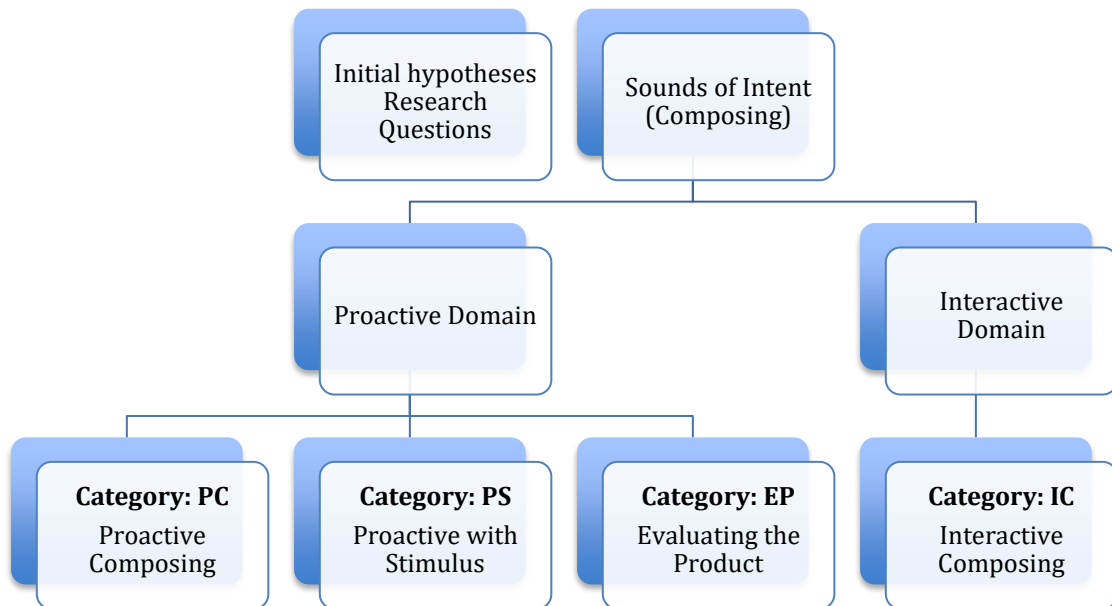 Initial hypotheses
Research
Questions
Sounds of Intent
(Composing)
Proactive Domain
Interactive
Domain
Category: PC
Proactive
Composing
Category: PS
Proactive with
Stimulus
Category: EP
Evaluating the
Product
Category: IC
Interactive
Composing